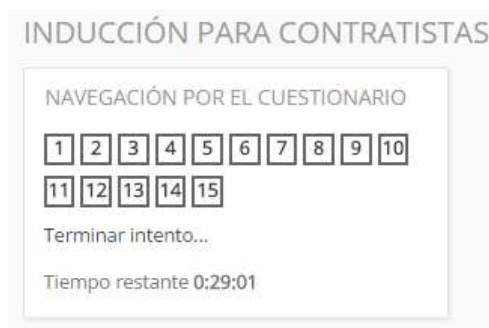 INDUCCIÓN PARA CONTRATISTAS
NAVEGACIÓN POR EL CUESTIONARIO
1 2 3 4 5 6 7 8 9 10
11 12 13 14 15
Terminar intento...
Tiempo restante 0:29:01